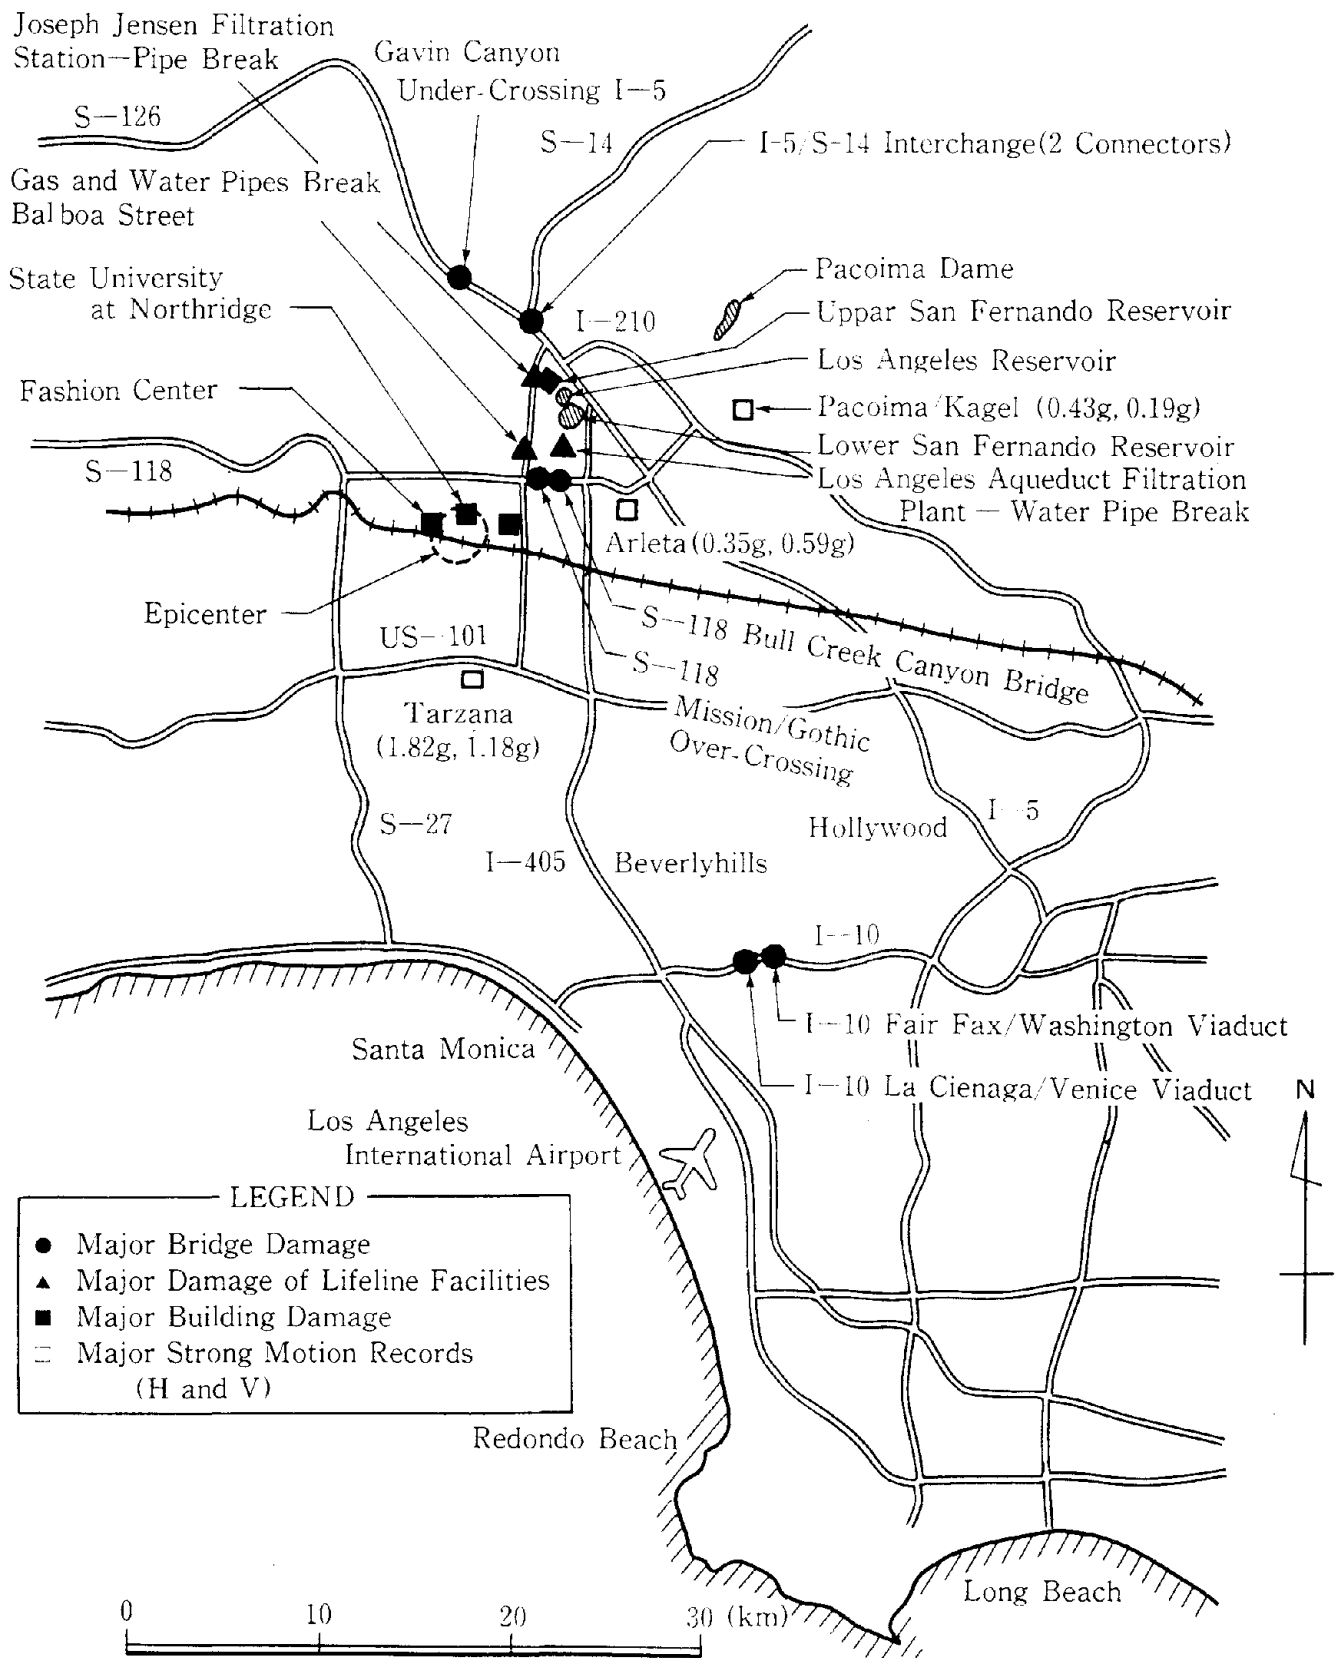 Joseph Jensen Filtration
Station—Pipe Break
Gavin Canyon
Under-Crossing I—5
S—126
S—14
I-5/S-14 Interchange(2 Connectors)
Gas and Water Pipes Break
Balboa Street
State University
at Northridge
Pacoima Dame
Uppar San Fernando Reservoir
I—210
Los Angeles Reservoir
Fashion Center
Pacoima/Kagel (0.43g, 0.19g)
Lower San Fernando Reservoir
S—118
Los Angeles Aqueduct Filtration
Plant — Water Pipe Break
Arleta(0.35g, 0.59g)
Epicenter
S—118 Bull Creek Canyon Bridge
US—101
S—118
Mission/Gothic
Over-Crossing
Tarzana
(1.82g, 1.18g)
S—27
Hollywood
I—5
I—405
Beverlyhills
I—10
I—10 Fair Fax/Washington Viaduct
Santa Monica
I—10 La Cienaga/Venice Viaduct
N
Los Angeles
International Airport
LEGEND
Major Bridge Damage
Major Damage of Lifeline Facilities
Major Building Damage
Major Strong Motion Records
(H and V)
Redondo Beach
Long Beach
0 10 20 30 (km)